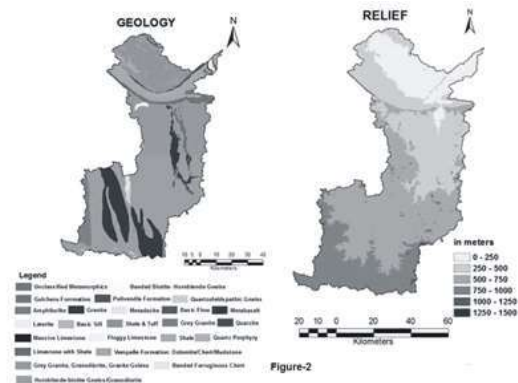 GEOLOGY
N
RELIEF
N
Kilometers
Legend
Unclassified Metamorphics Banded Biotite- Hornblende Gneiss
Gulcheru Formation Pullivendla Formation Quartzofeldspathic Gneiss
Amphibolite Granite Metadacite Basic Flow Metabasalt
Laterite Basic Sill Shale & Tuff Grey Granite Quartzite
Massive Limestone Flaggy Limestone Shale Quartz Porphyry
Limestone with Shale Vempalle Formation: Dolomite/Chert/Mudstone
Grey Granite, Granodiorite, Granite Gneiss Banded Ferruginous Chert
Hornblende-biotite Gneiss/Granodiorite
in meters
0 - 250
250 - 500
500 - 750
750 - 1000
1000 - 1250
1250 - 1500
20 10 0 20 40 60
Kilometers
Figure-2